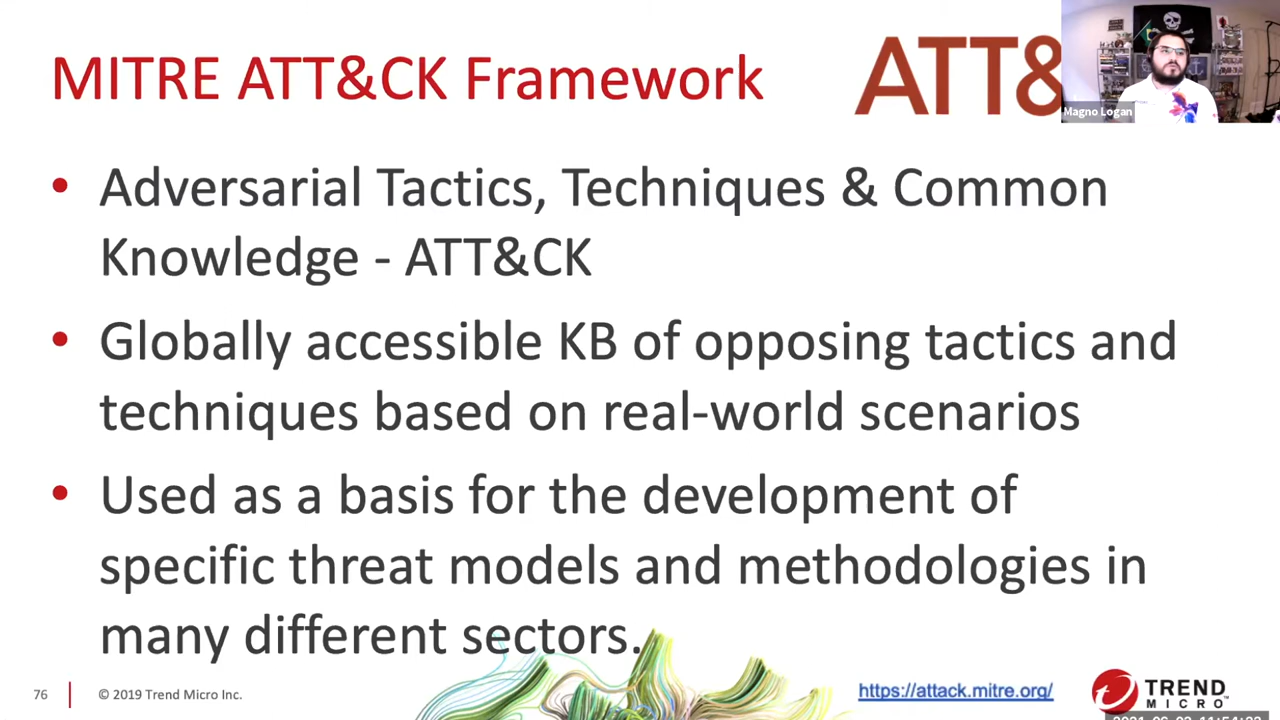 MITRE ATT&CK Framework
ATT&
Magno Logan
• Adversarial Tactics, Techniques & Common
Knowledge - ATT&CK
• Globally accessible KB of opposing tactics and
techniques based on real-world scenarios
• Used as a basis for the development of
specific threat models and methodologies in
many different sectors.
76
© 2019 Trend Micro Inc.
https://attack.mitre.org/
TREND
MICRO™